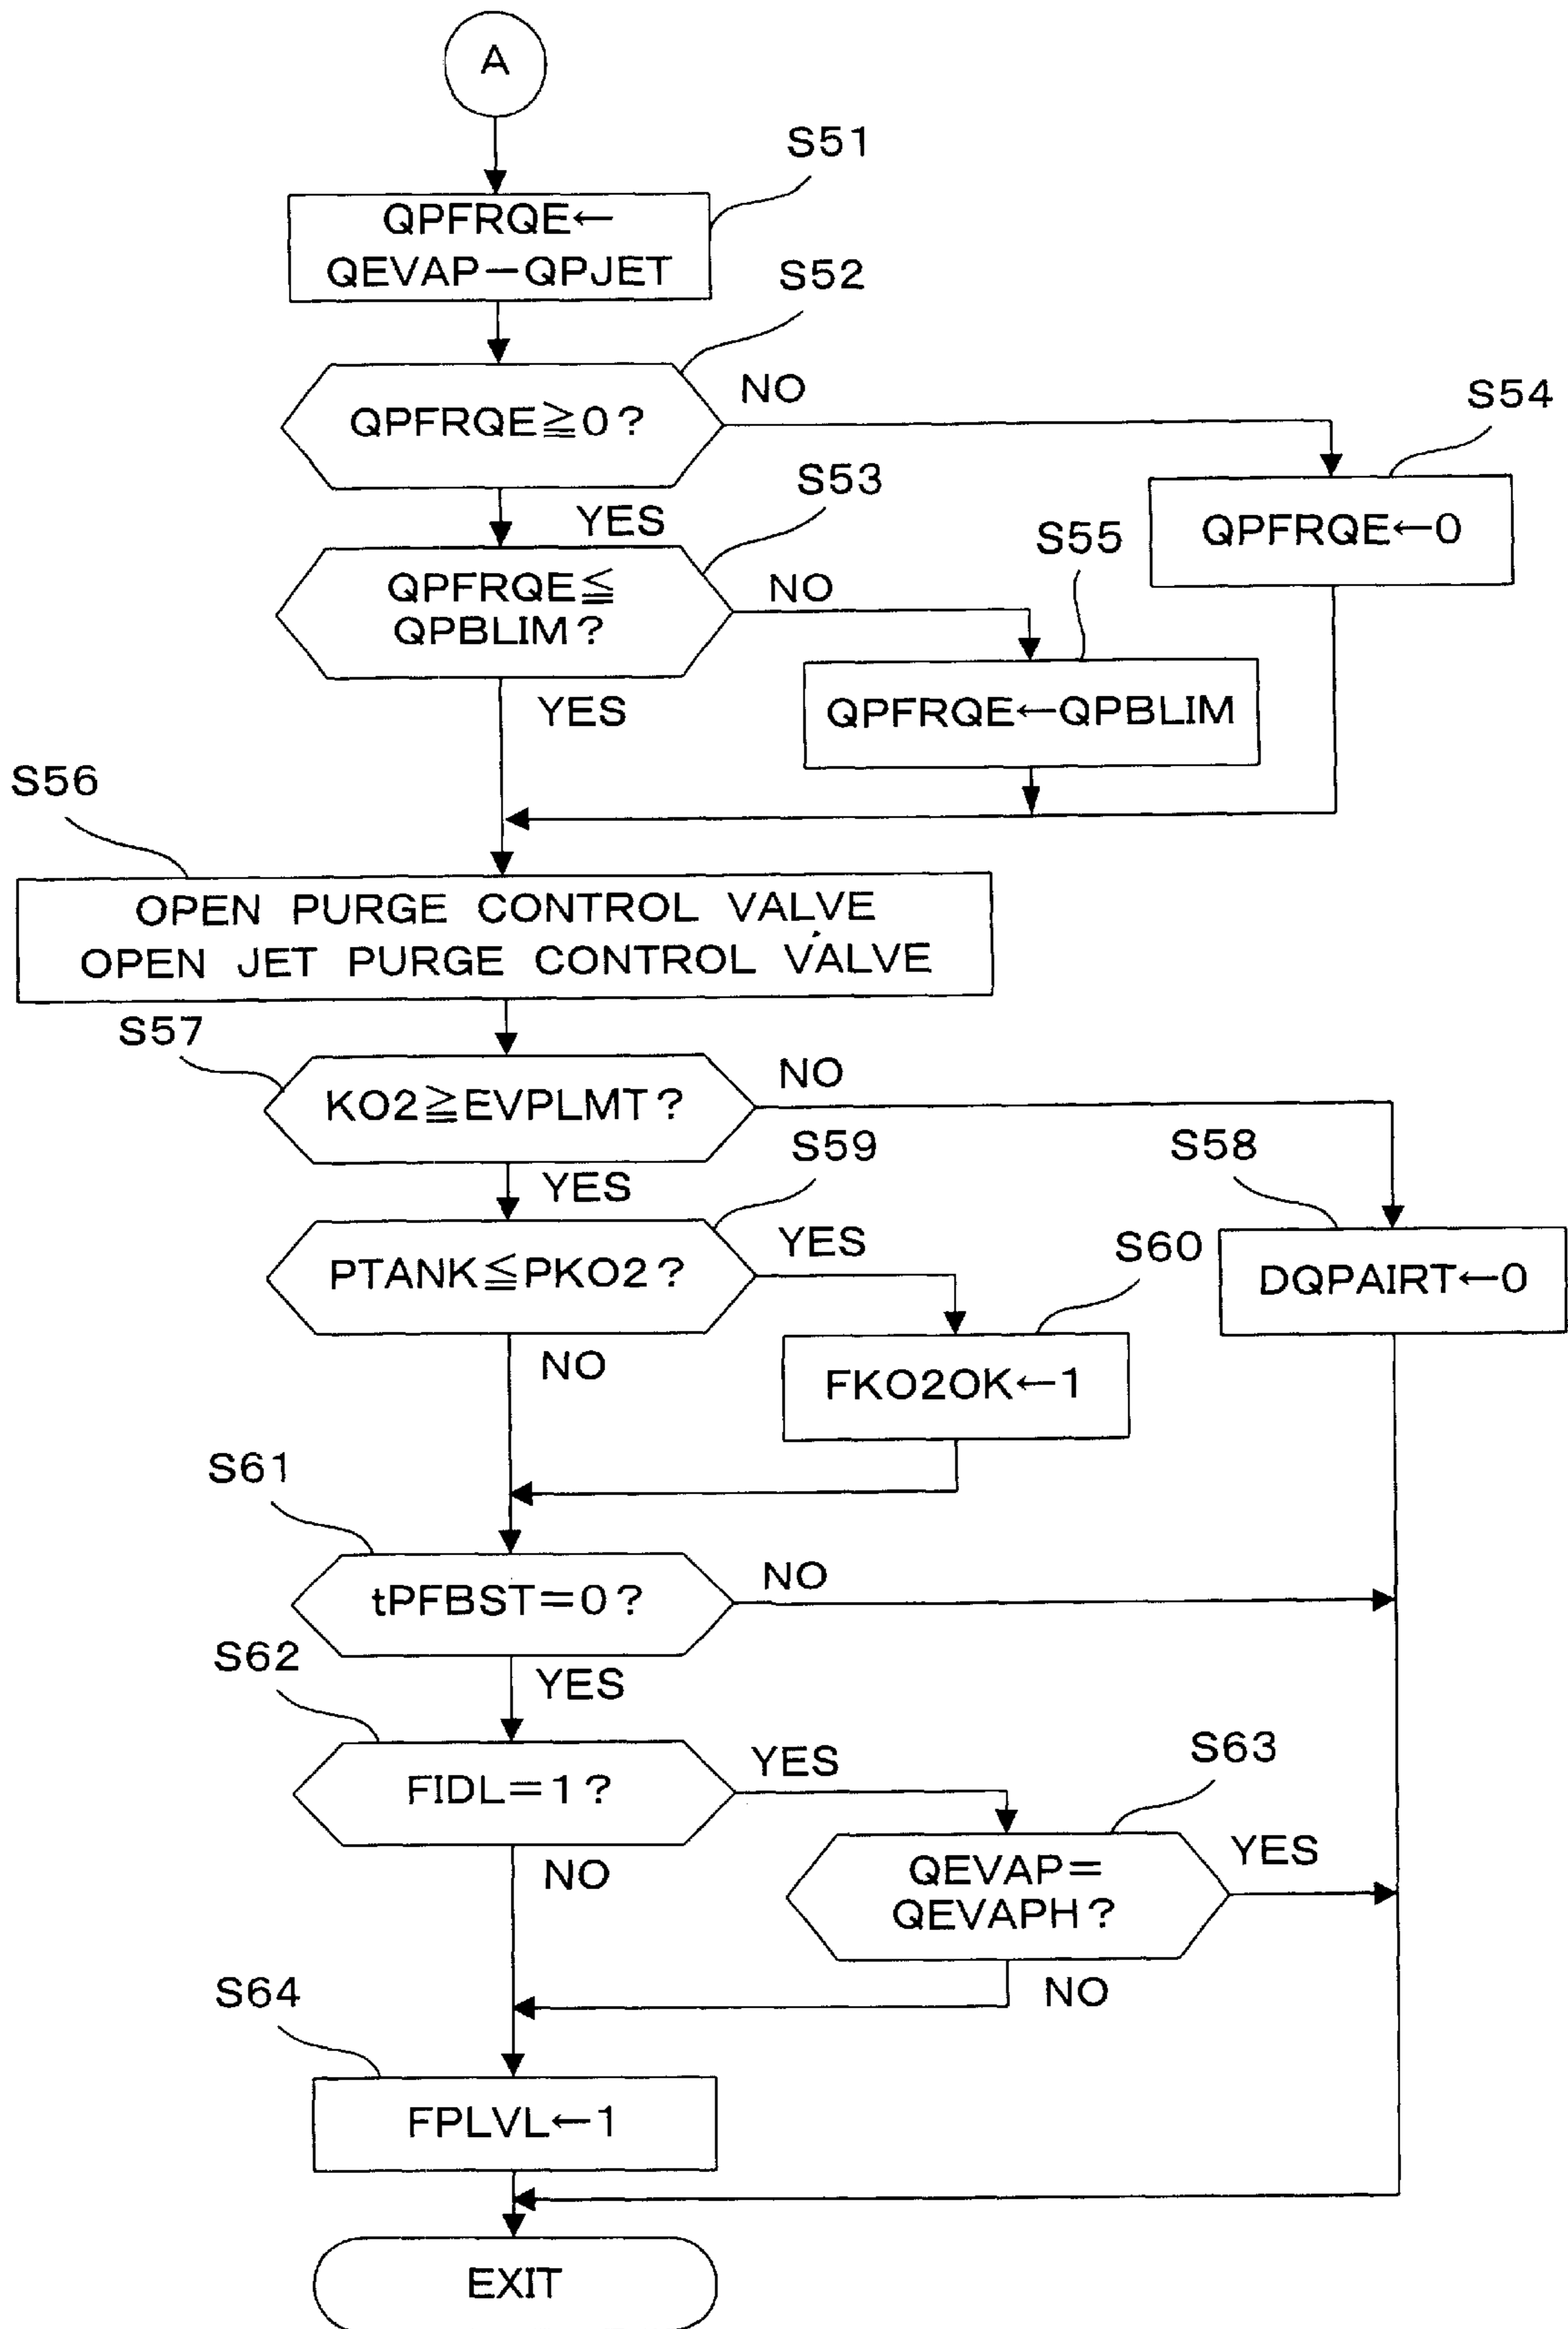 A
S51
QPFRQE←
QEVAP−QPJET
S52
QPFRQE≧0?
NO
S54
YES
S53
QPFRQE←0
S55
QPFRQE≦
QPBLIM?
NO
YES
QPFRQE←QPBLIM
S56
OPEN PURGE CONTROL VALVE
OPEN JET PURGE CONTROL VALVE
S57
KO2≧EVPLMT?
NO
S59
S58
YES
PTANK≦PKO2?
YES
S60
DQPAIRT←0
NO
FKO2OK←1
S61
tPFBST=0?
NO
S62
YES
FIDL=1?
YES
S63
NO
QEVAP=
QEVAPH?
YES
NO
S64
FPLVL←1
EXIT